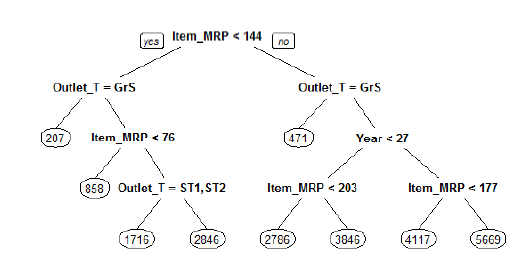 yes Item_MRP < 144 no
Outlet_T = GrS Outlet_T = GrS
207 Item_MRP < 76 471 Year < 27
858 Outlet_T = ST1,ST2 Item_MRP < 203 Item_MRP < 177
1716 2846 2786 3846 4117 5669